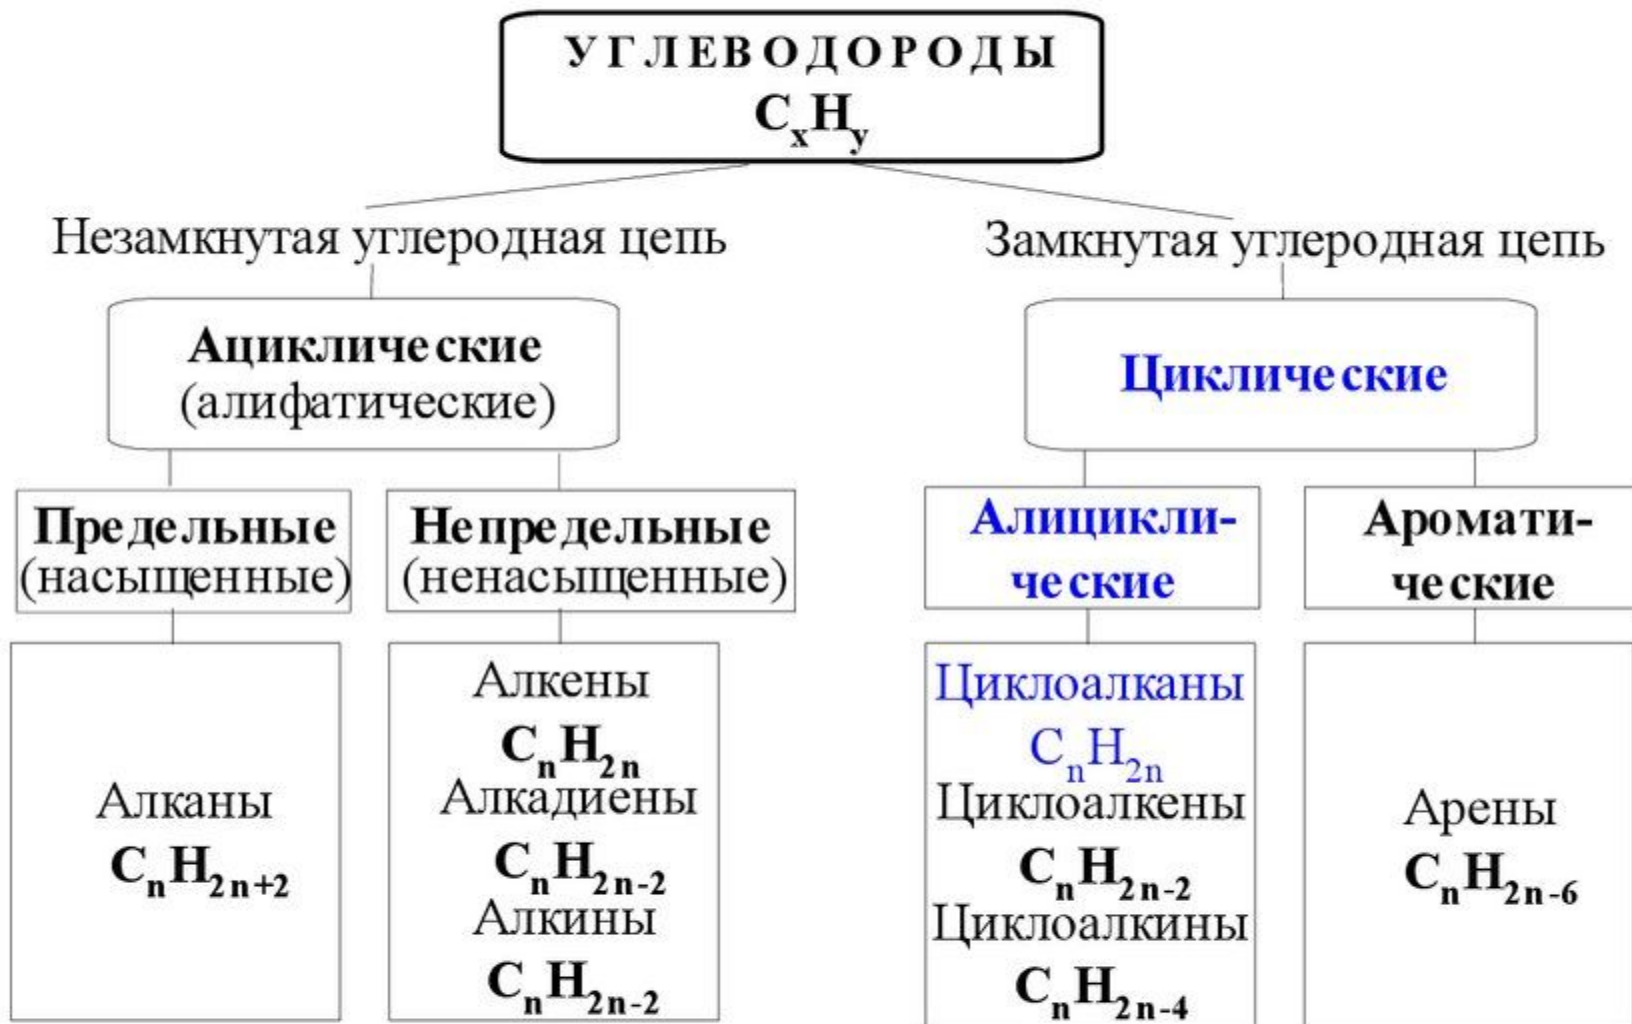 УГЛЕВОДОРОДЫ
CxHy
Незамкнутая углеродная цепь
Замкнутая углеродная цепь
Ациклические
(алифатические)
Циклические
Предельные
(насыщенные)
Непредельные
(ненасыщенные)
Алицикли-
ческие
Аромати-
ческие
Алканы
CnH2n+2
Алкены
CnH2n
Алкадиены
CnH2n-2
Алкины
CnH2n-2
Циклоалканы
CnH2n
Циклоалкены
CnH2n-2
Циклоалкины
CnH2n-4
Арены
CnH2n-6